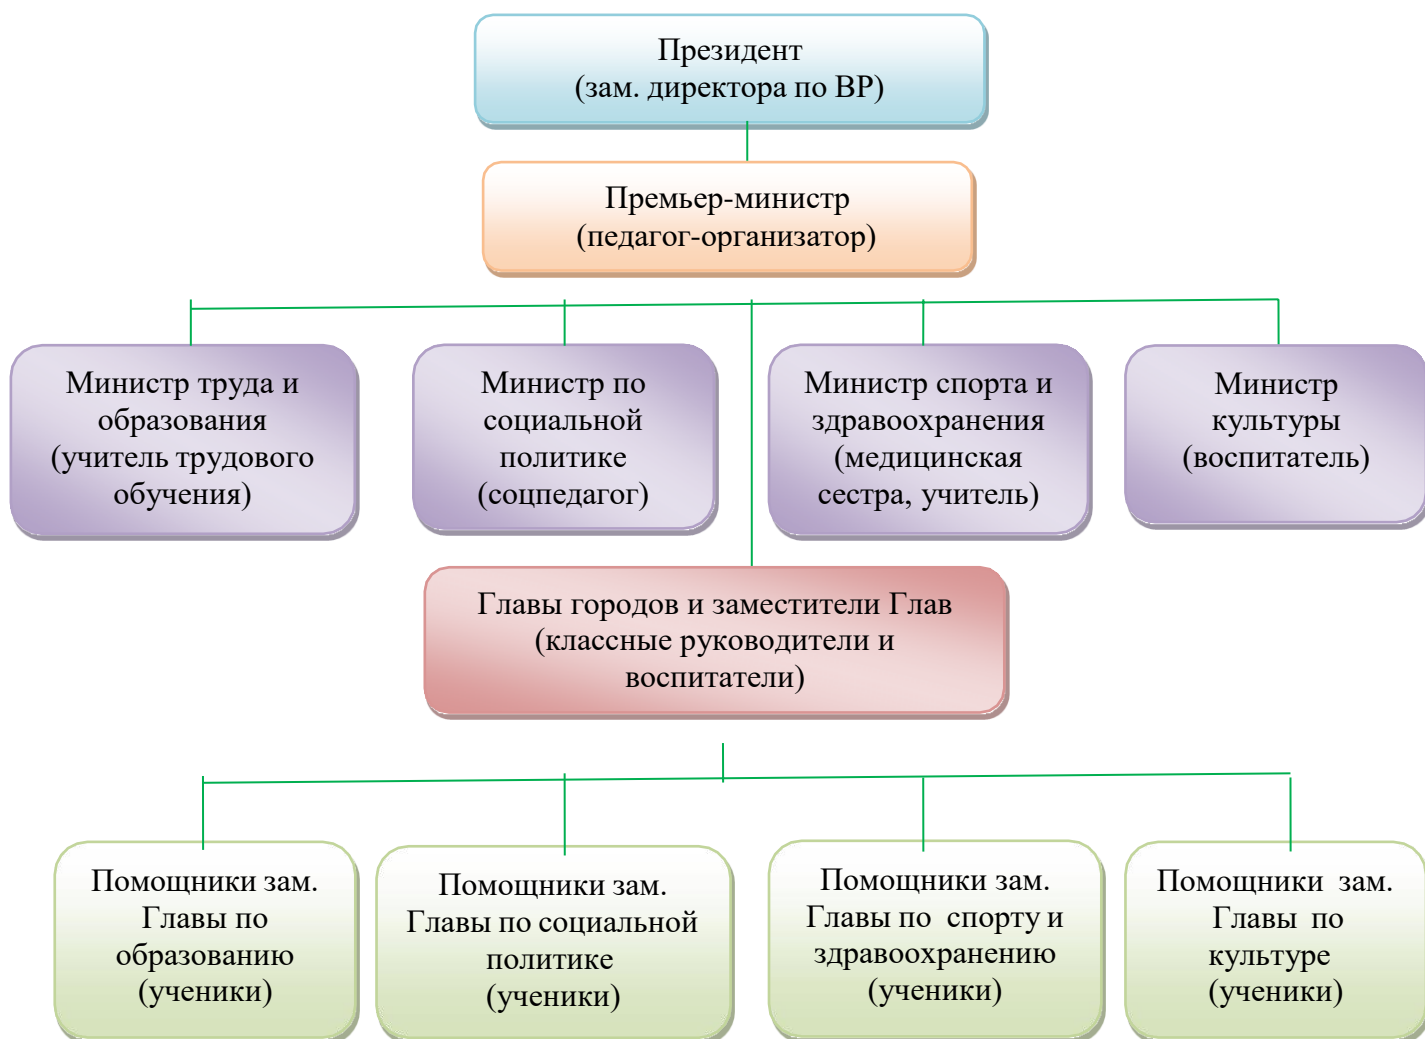 Президент
(зам. директора по ВР)
Премьер-министр
(педагог-организатор)
Министр труда и
образования
(учитель трудового
обучения)
Министр по
социальной
политике
(соцпедагог)
Министр спорта и
здравоохранения
(медицинская
сестра, учитель)
Министр
культуры
(воспитатель)
Главы городов и заместители Глав
(классные руководители и
воспитатели)
Помощники зам.
Главы по
образованию
(ученики)
Помощники зам.
Главы по социальной
политике
(ученики)
Помощники зам.
Главы по спорту и
здравоохранению
(ученики)
Помощники зам.
Главы по
культуре
(ученики)